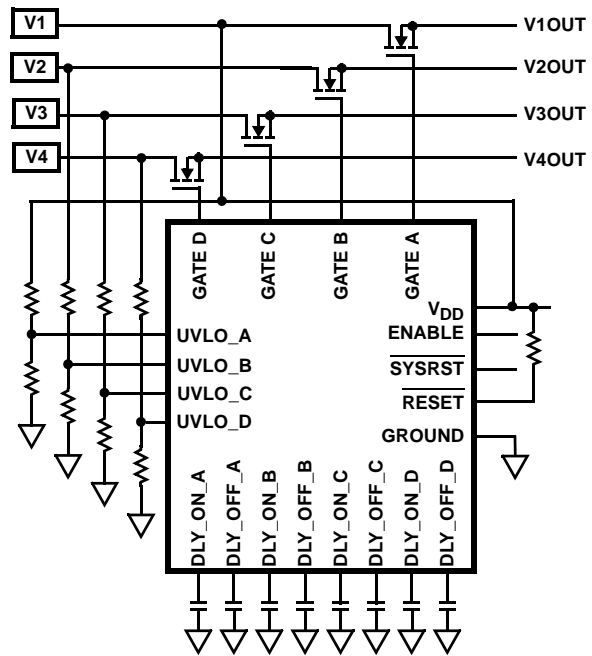 V1
V1OUT
V2
V2OUT
V3
V3OUT
V4
V4OUT
GATE D
GATE C
GATE B
GATE A
VDD
UVLO_A
ENABLE
UVLO_B
SYSRST
UVLO_C
RESET
UVLO_D
GROUND
DLY_ON_A
DLY_OFF_A
DLY_ON_B
DLY_OFF_B
DLY_ON_C
DLY_OFF_C
DLY_ON_D
DLY_OFF_D